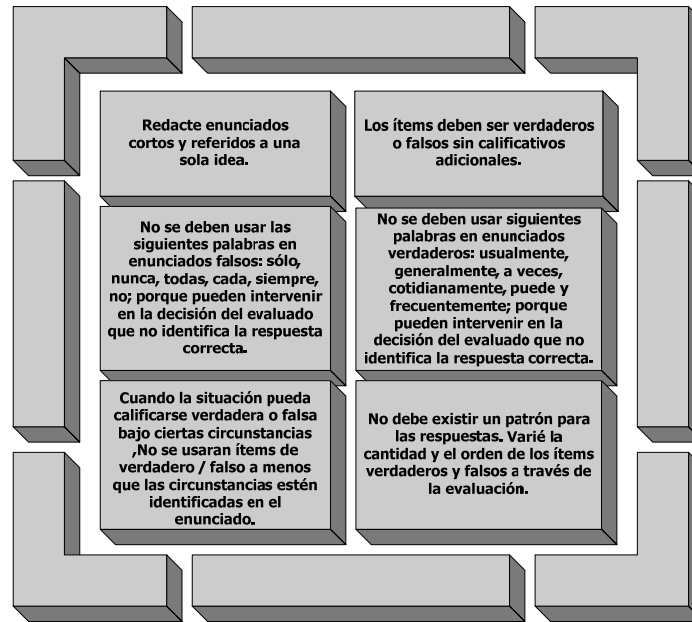 Redacte enunciados
cortos y referidos a una
sola idea.
Los ítems deben ser verdaderos
o falsos sin calificativos
adicionales.
No se deben usar las
siguientes palabras en
enunciados falsos: sólo,
nunca, todas, cada, siempre,
no; porque pueden intervenir
en la decisión del evaluado
que no identifica la respuesta
correcta.
No se deben usar siguientes
palabras en enunciados
verdaderos: usualmente,
generalmente, a veces,
cotidianamente, puede y
frecuentemente; porque
pueden intervenir en la
decisión del evaluado que no
identifica la respuesta correcta.
Cuando la situación pueda
calificarse verdadera o falsa
bajo ciertas circunstancias
,No se usaran ítems de
verdadero / falso a menos
que las circunstancias estén
identificadas en el
enunciado.
No debe existir un patrón para
las respuestas. Varié la
cantidad y el orden de los ítems
verdaderos y falsos a través de
la evaluación.